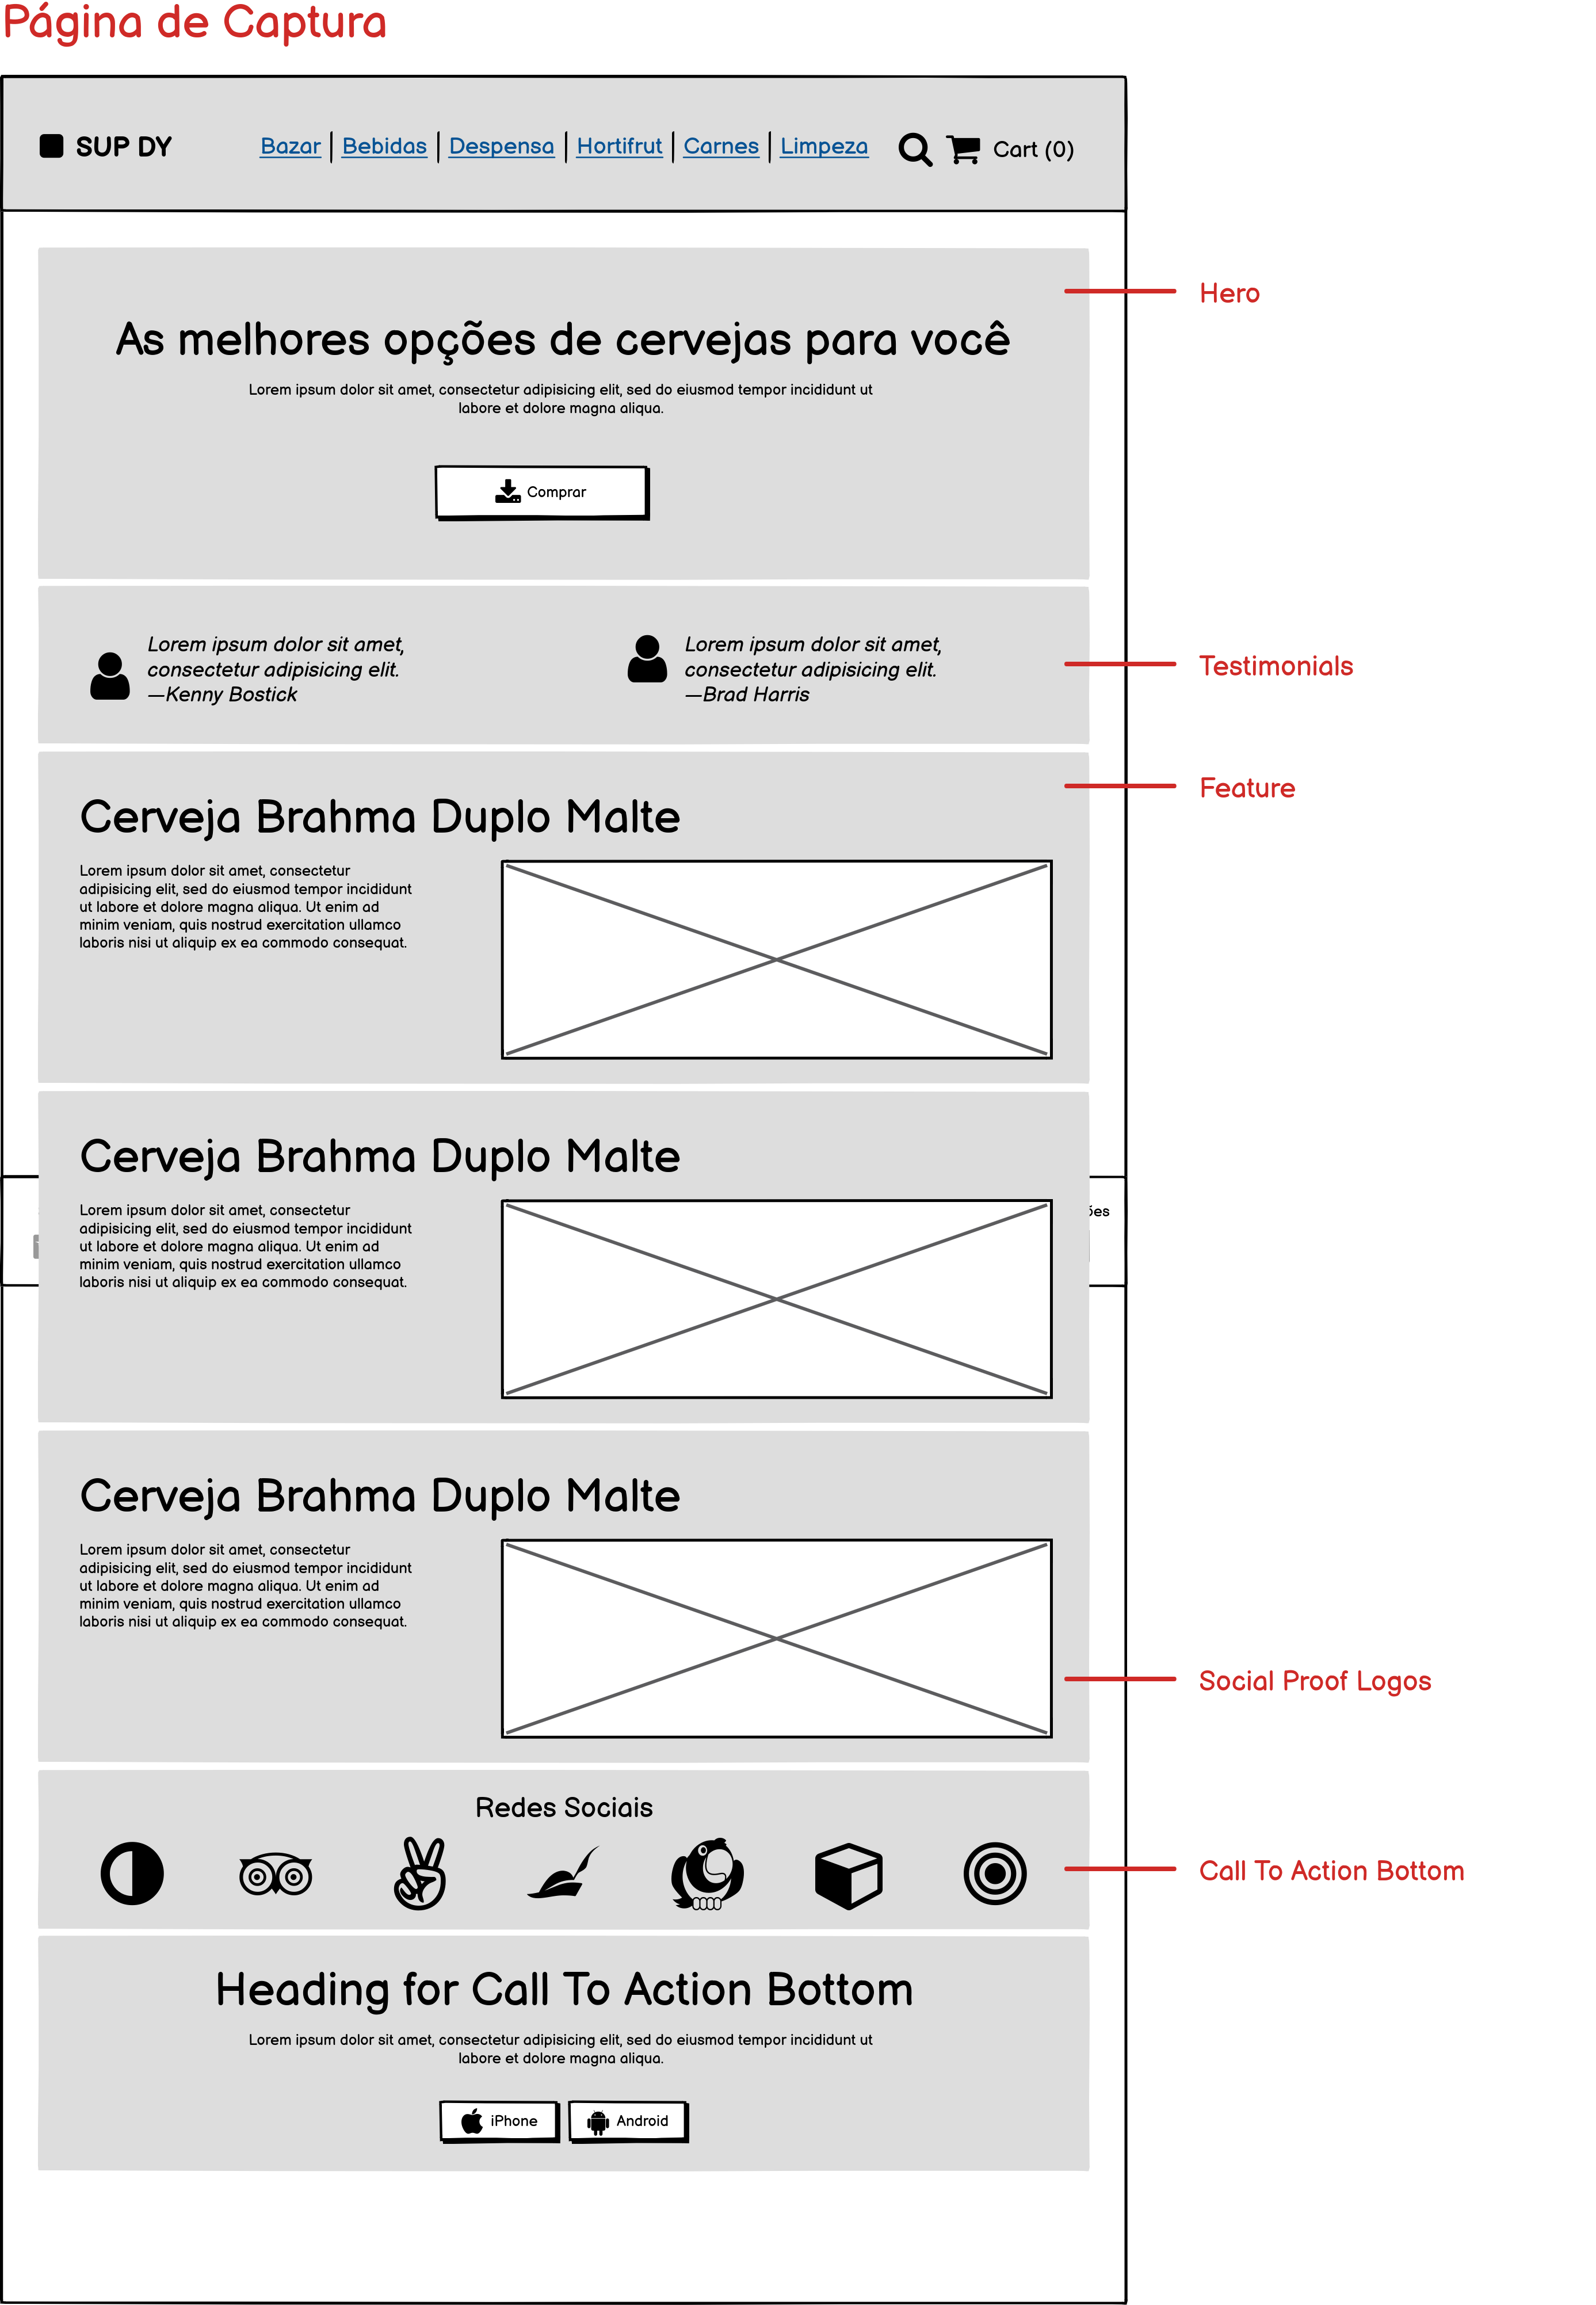 Página de Captura
SUP DY
Bazar | Bebidas | Despensa | Hortifrut | Carnes | Limpeza
Cart (0)
Hero
As melhores opções de cervejas para você
Lorem ipsum dolor sit amet, consectetur adipisicing elit, sed do eiusmod tempor incididunt ut
labore et dolore magna aliqua.
Comprar
Lorem ipsum dolor sit amet,
consectetur adipisicing elit.
—Kenny Bostick
Lorem ipsum dolor sit amet,
consectetur adipisicing elit.
—Brad Harris
Testimonials
Feature
Cerveja Brahma Duplo Malte
Lorem ipsum dolor sit amet, consectetur
adipisicing elit, sed do eiusmod tempor incididunt
ut labore et dolore magna aliqua. Ut enim ad
minim veniam, quis nostrud exercitation ullamco
laboris nisi ut aliquip ex ea commodo consequat.
Cerveja Brahma Duplo Malte
Lorem ipsum dolor sit amet, consectetur
adipisicing elit, sed do eiusmod tempor incididunt
ut labore et dolore magna aliqua. Ut enim ad
minim veniam, quis nostrud exercitation ullamco
laboris nisi ut aliquip ex ea commodo consequat.
Cerveja Brahma Duplo Malte
Lorem ipsum dolor sit amet, consectetur
adipisicing elit, sed do eiusmod tempor incididunt
ut labore et dolore magna aliqua. Ut enim ad
minim veniam, quis nostrud exercitation ullamco
laboris nisi ut aliquip ex ea commodo consequat.
Social Proof Logos
Redes Sociais
Call To Action Bottom
Heading for Call To Action Bottom
Lorem ipsum dolor sit amet, consectetur adipisicing elit, sed do eiusmod tempor incididunt ut
labore et dolore magna aliqua.
iPhone
Android